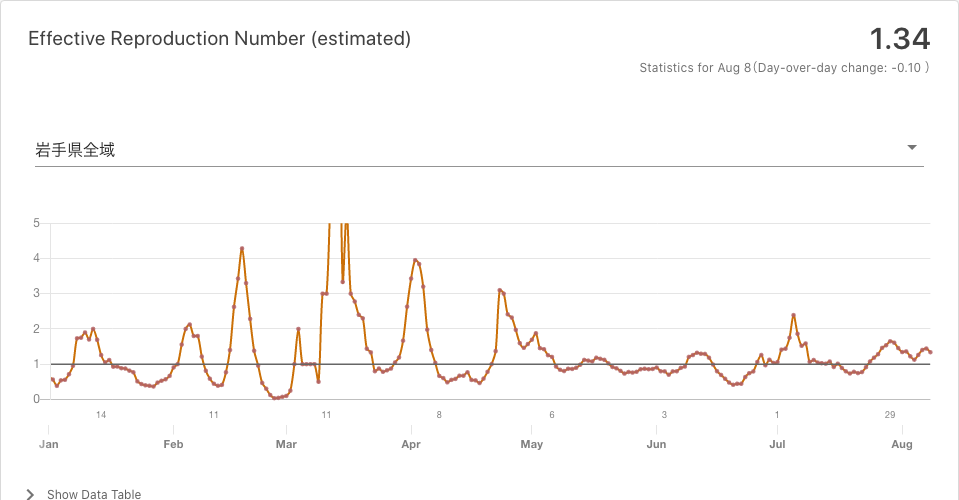 Effective Reproduction Number (estimated)
1.34
Statistics for Aug 8(Day-over-day change: -0.10 )
岩手県全域
5
4
3
2
1
0
14 11 11 8 6 3 1 29
Jan Feb Mar Apr May Jun Jul Aug
Show Data Table